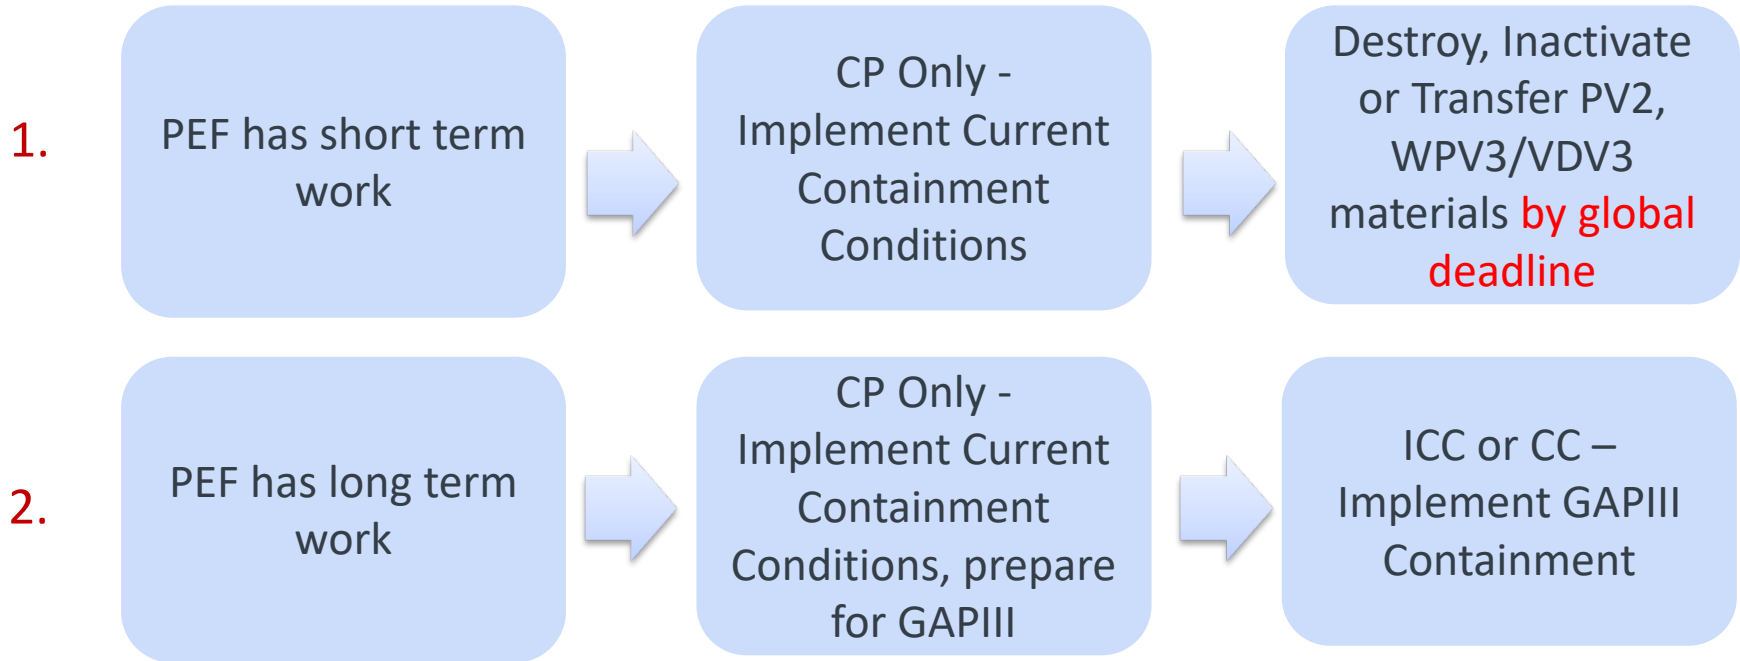 1.
PEF has short term
work
CP Only -
Implement Current
Containment
Conditions
Destroy, Inactivate
or Transfer PV2,
WPV3/VDV3
materials by global
deadline
2.
PEF has long term
work
CP Only -
Implement Current
Containment
Conditions, prepare
for GAPIII
ICC or CC –
Implement GAPIII
Containment